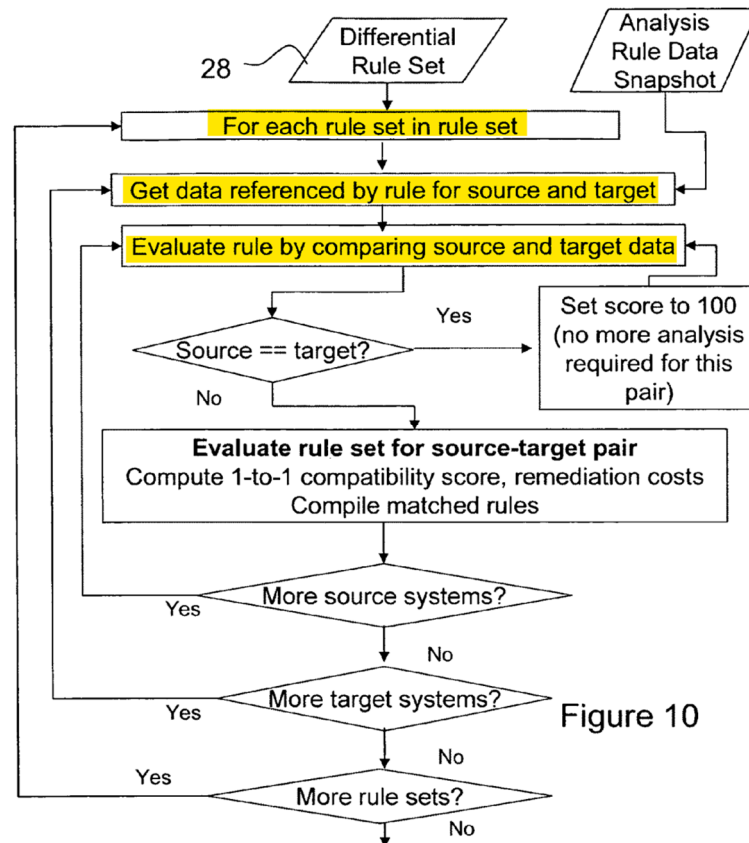 Differential
Rule Set
28
Analysis
Rule Data
Snapshot
For each rule set in rule set
Get data referenced by rule for source and target
Evaluate rule by comparing source and target data
Source == target?
Yes
Set score to 100
(no more analysis
required for this
pair)
No
Evaluate rule set for source-target pair
Compute 1-to-1 compatibility score, remediation costs
Compile matched rules
More source systems?
Yes
No
More target systems?
Yes
Figure 10
No
More rule sets?
Yes
No